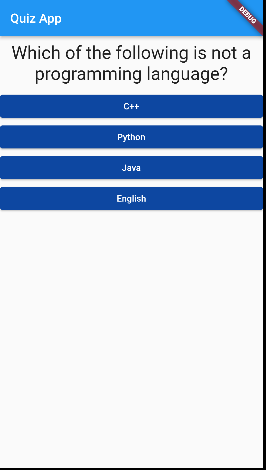 Quiz App
DEBUG
Which of the following is not a
programming language?
C++
Python
Java
English